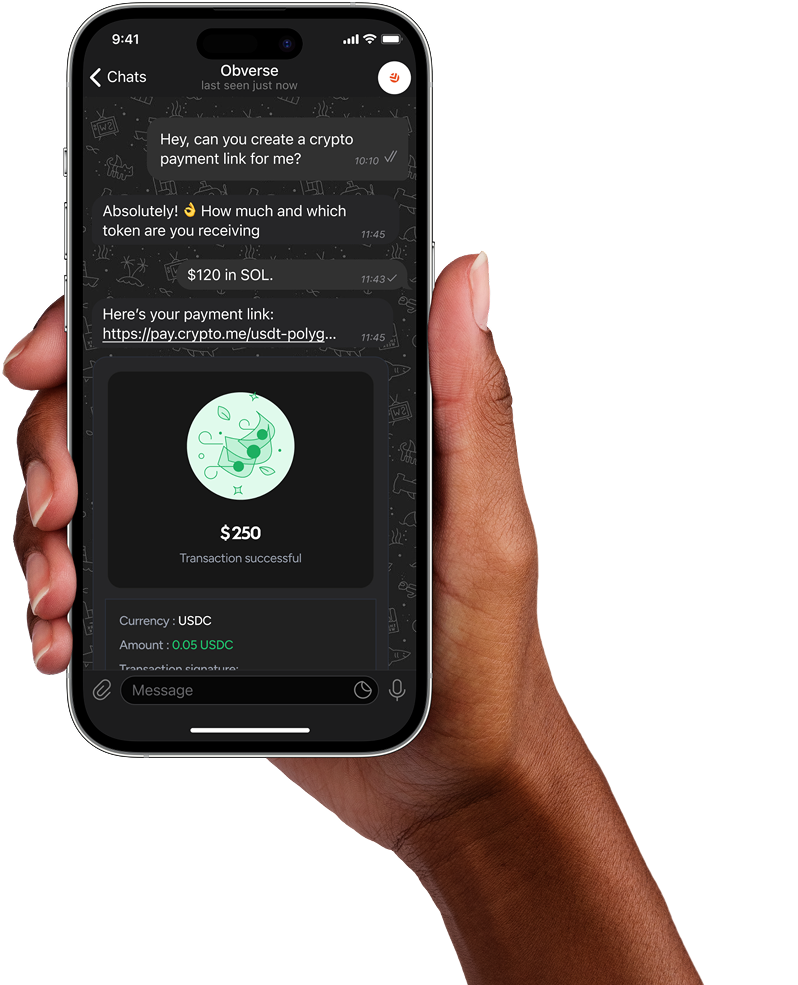 9:41
Chats
Obverse
last seen just now
Hey, can you create a crypto
payment link for me?
10:10
Absolutely! 👌 How much and which
token are you receiving
11:45
$120 in SOL.
11:43
Here’s your payment link:
https://pay.crypto.me/usdt-polyg...
11:45
$250
Transaction successful
Currency : USDC
Amount : 0.05 USDC
Transaction signature:
Message